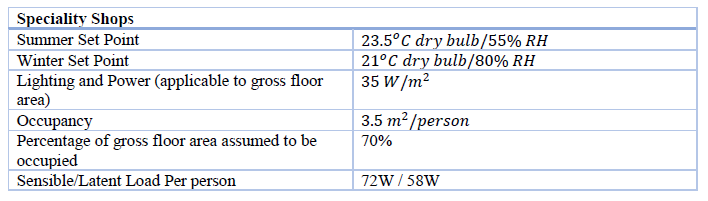 Speciality Shops
Summer Set Point 23.5°C dry bulb/55% RH
Winter Set Point 21°C dry bulb/80% RH
Lighting and Power (applicable to gross floor 35 W/m²
area)
Occupancy 3.5 m²/person
Percentage of gross floor area assumed to be 70%
occupied
Sensible/Latent Load Per person 72W / 58W